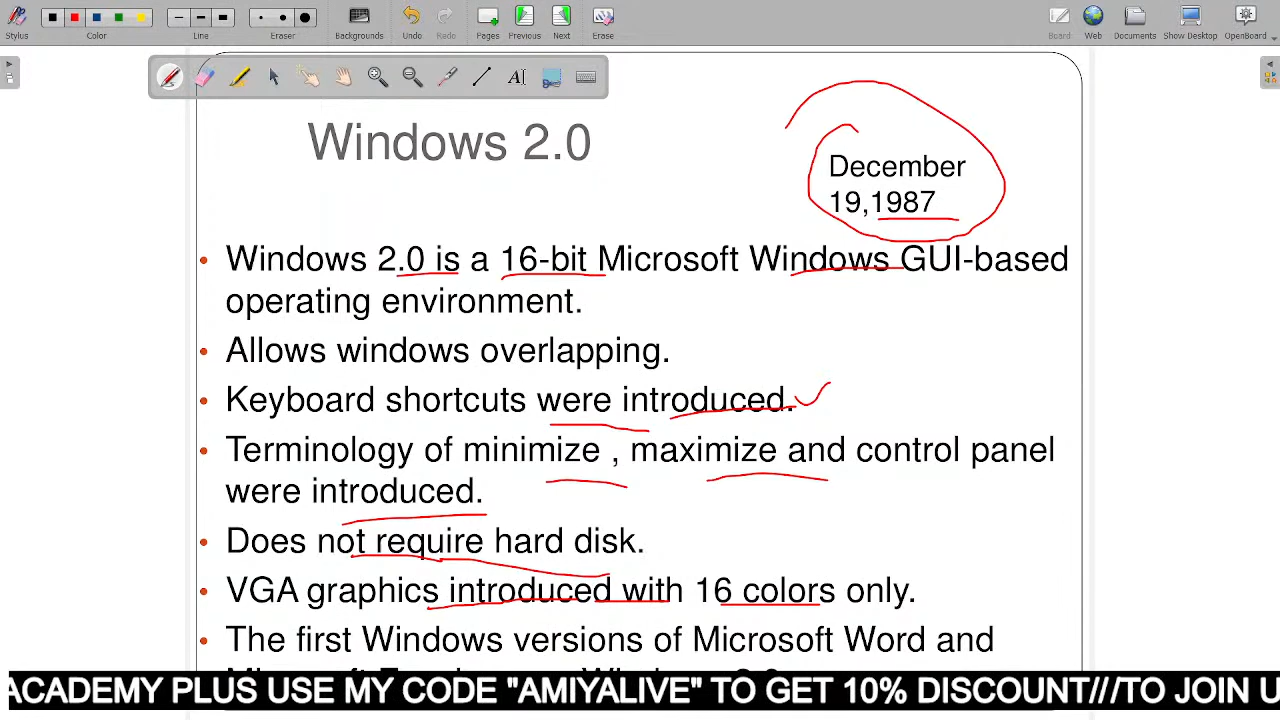 Stylus
Color
Line
Eraser
Backgrounds
Undo
Redo
Pages
Previous
Next
Erase
Board
Web
Documents
Show Desktop
OpenBoard
Windows 2.0
December
19,1987
• Windows 2.0 is a 16-bit Microsoft Windows GUI-based
operating environment.
• Allows windows overlapping.
• Keyboard shortcuts were introduced.
• Terminology of minimize , maximize and control panel
were introduced.
• Does not require hard disk.
• VGA graphics introduced with 16 colors only.
• The first Windows versions of Microsoft Word and
ACADEMY PLUS USE MY CODE "AMIYALIVE" TO GET 10% DISCOUNT///TO JOIN U